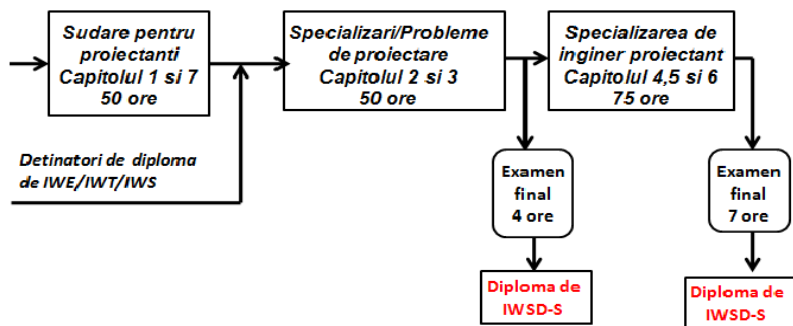 Sudare pentru
proiectanti
Capitolul 1 si 7
50 ore
Specializari/Probleme
de proiectare
Capitolul 2 si 3
50 ore
Specializarea de
inginer proiectant
Capitolul 4,5 si 6
75 ore
Detinatori de diploma
de IWE/IWT/IWS
Examen
final
4 ore
Examen
final
7 ore
Diploma de
IWSD-S
Diploma de
IWSD-S